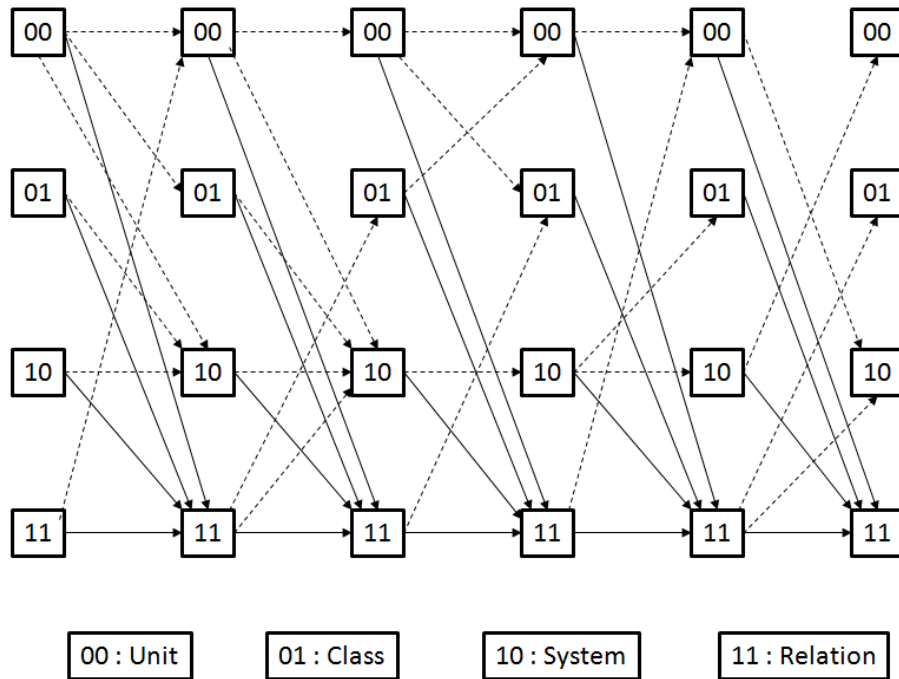 00 00 00 00 00 00
01 01 01 01 01 01
10 10 10 10 10 10
11 11 11 11 11 11
00 : Unit 01 : Class 10 : System 11 : Relation